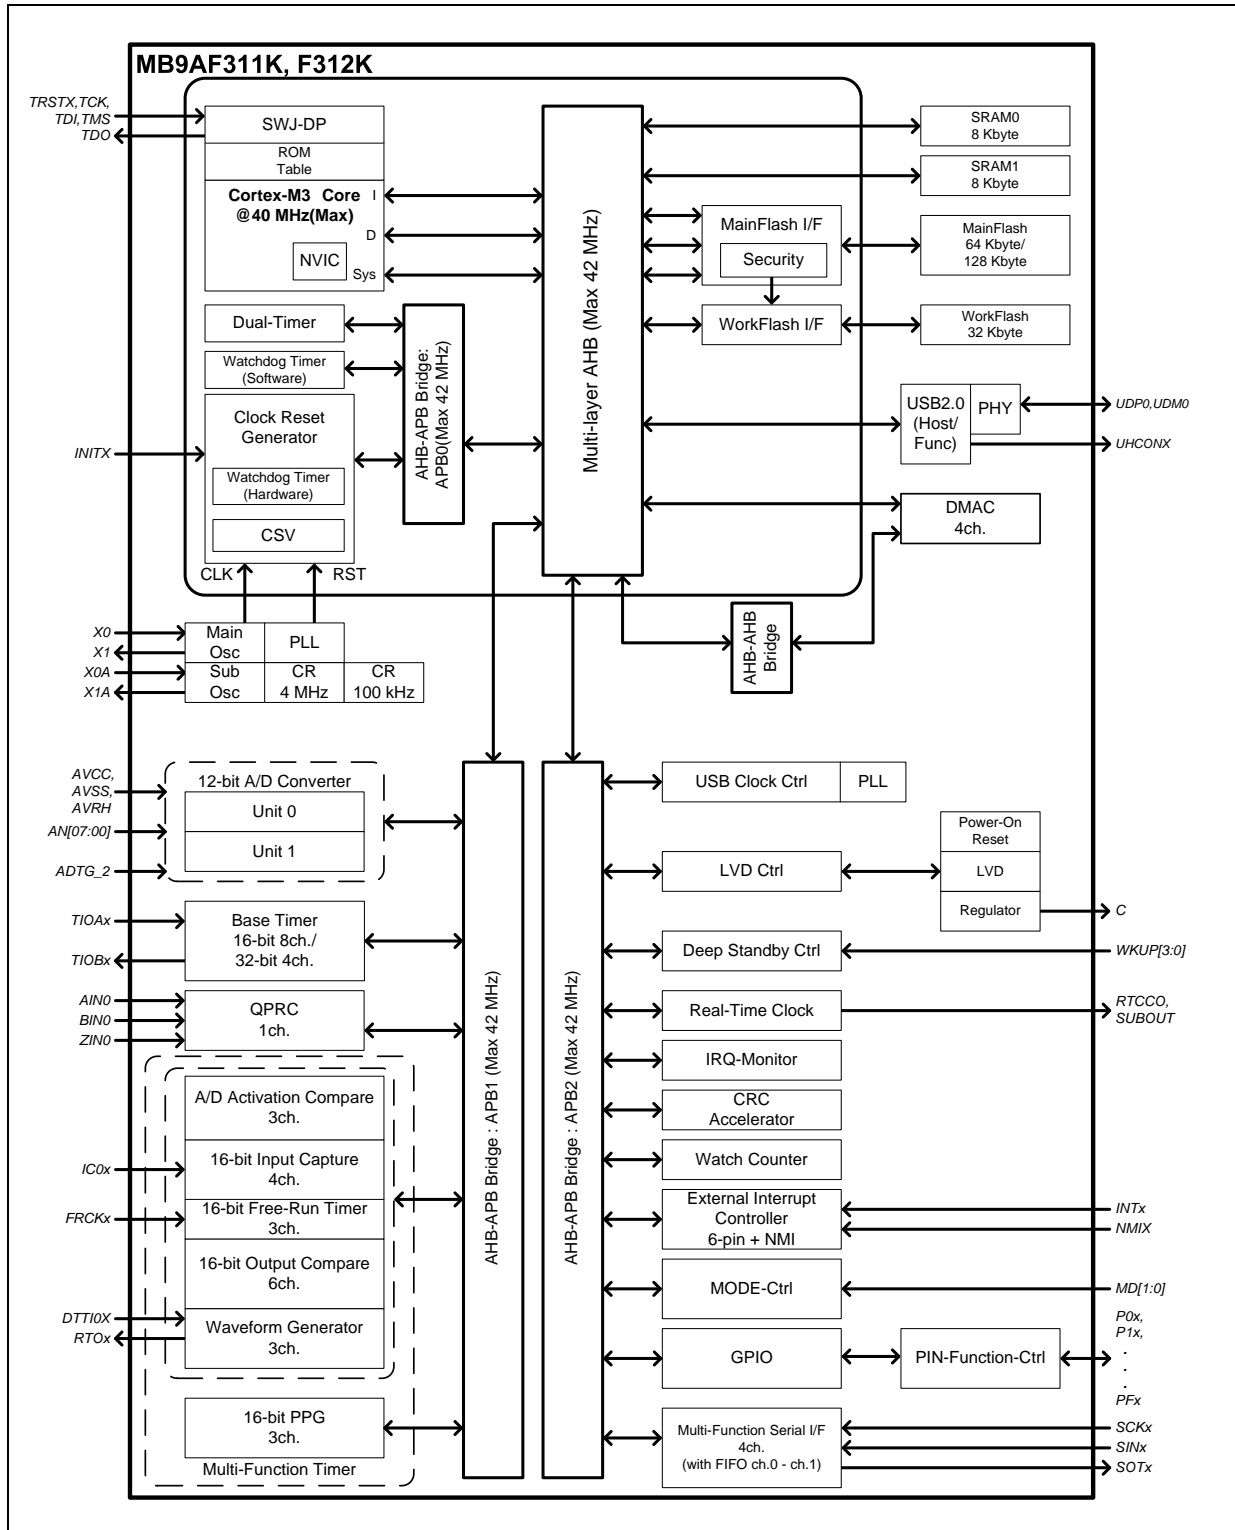 MB9AF311K, F312K
TRSTX,TCK,
TDI,TMS
TDO
SWJ-DP
ROM
Table
Cortex-M3 Core
@40 MHz(Max)
I
D
Sys
NVIC
Dual-Timer
Watchdog Timer
(Software)
Clock Reset
Generator
Watchdog Timer
(Hardware)
CSV
CLK
RST
INITX
AHB-APB Bridge:
APB0(Max 42 MHz)
Multi-layer AHB (Max 42 MHz)
SRAM0
8 Kbyte
SRAM1
8 Kbyte
MainFlash I/F
Security
MainFlash
64 Kbyte/
128 Kbyte
WorkFlash I/F
WorkFlash
32 Kbyte
USB2.0
(Host/
Func)
PHY
UDP0,UDM0
UHCONX
DMAC
4ch.
AHB-AHB
Bridge
X0
X1
X0A
X1A
Main
Osc
PLL
Sub
Osc
CR
4 MHz
CR
100 kHz
AVCC,
AVSS,
AVRH
AN[07:00]
ADTG_2
12-bit A/D Converter
Unit 0
Unit 1
TIOAx
TIOBx
Base Timer
16-bit 8ch./
32-bit 4ch.
AIN0
BIN0
ZIN0
QPRC
1ch.
A/D Activation Compare
3ch.
IC0x
16-bit Input Capture
4ch.
FRCKx
16-bit Free-Run Timer
3ch.
16-bit Output Compare
6ch.
DTTI0X
RTOx
Waveform Generator
3ch.
16-bit PPG
3ch.
Multi-Function Timer
AHB-APB Bridge : APB1 (Max 42 MHz)
AHB-APB Bridge : APB2 (Max 42 MHz)
USB Clock Ctrl
PLL
LVD Ctrl
Power-On
Reset
LVD
Regulator
C
Deep Standby Ctrl
WKUP[3:0]
Real-Time Clock
RTCCO,
SUBOUT
IRQ-Monitor
CRC
Accelerator
Watch Counter
External Interrupt
Controller
6-pin + NMI
INTx
NMIX
MODE-Ctrl
MD[1:0]
GPIO
PIN-Function-Ctrl
P0x,
P1x,
.
.
.
PFx
Multi-Function Serial I/F
4ch.
(with FIFO ch.0 - ch.1)
SCKx
SINx
SOTx